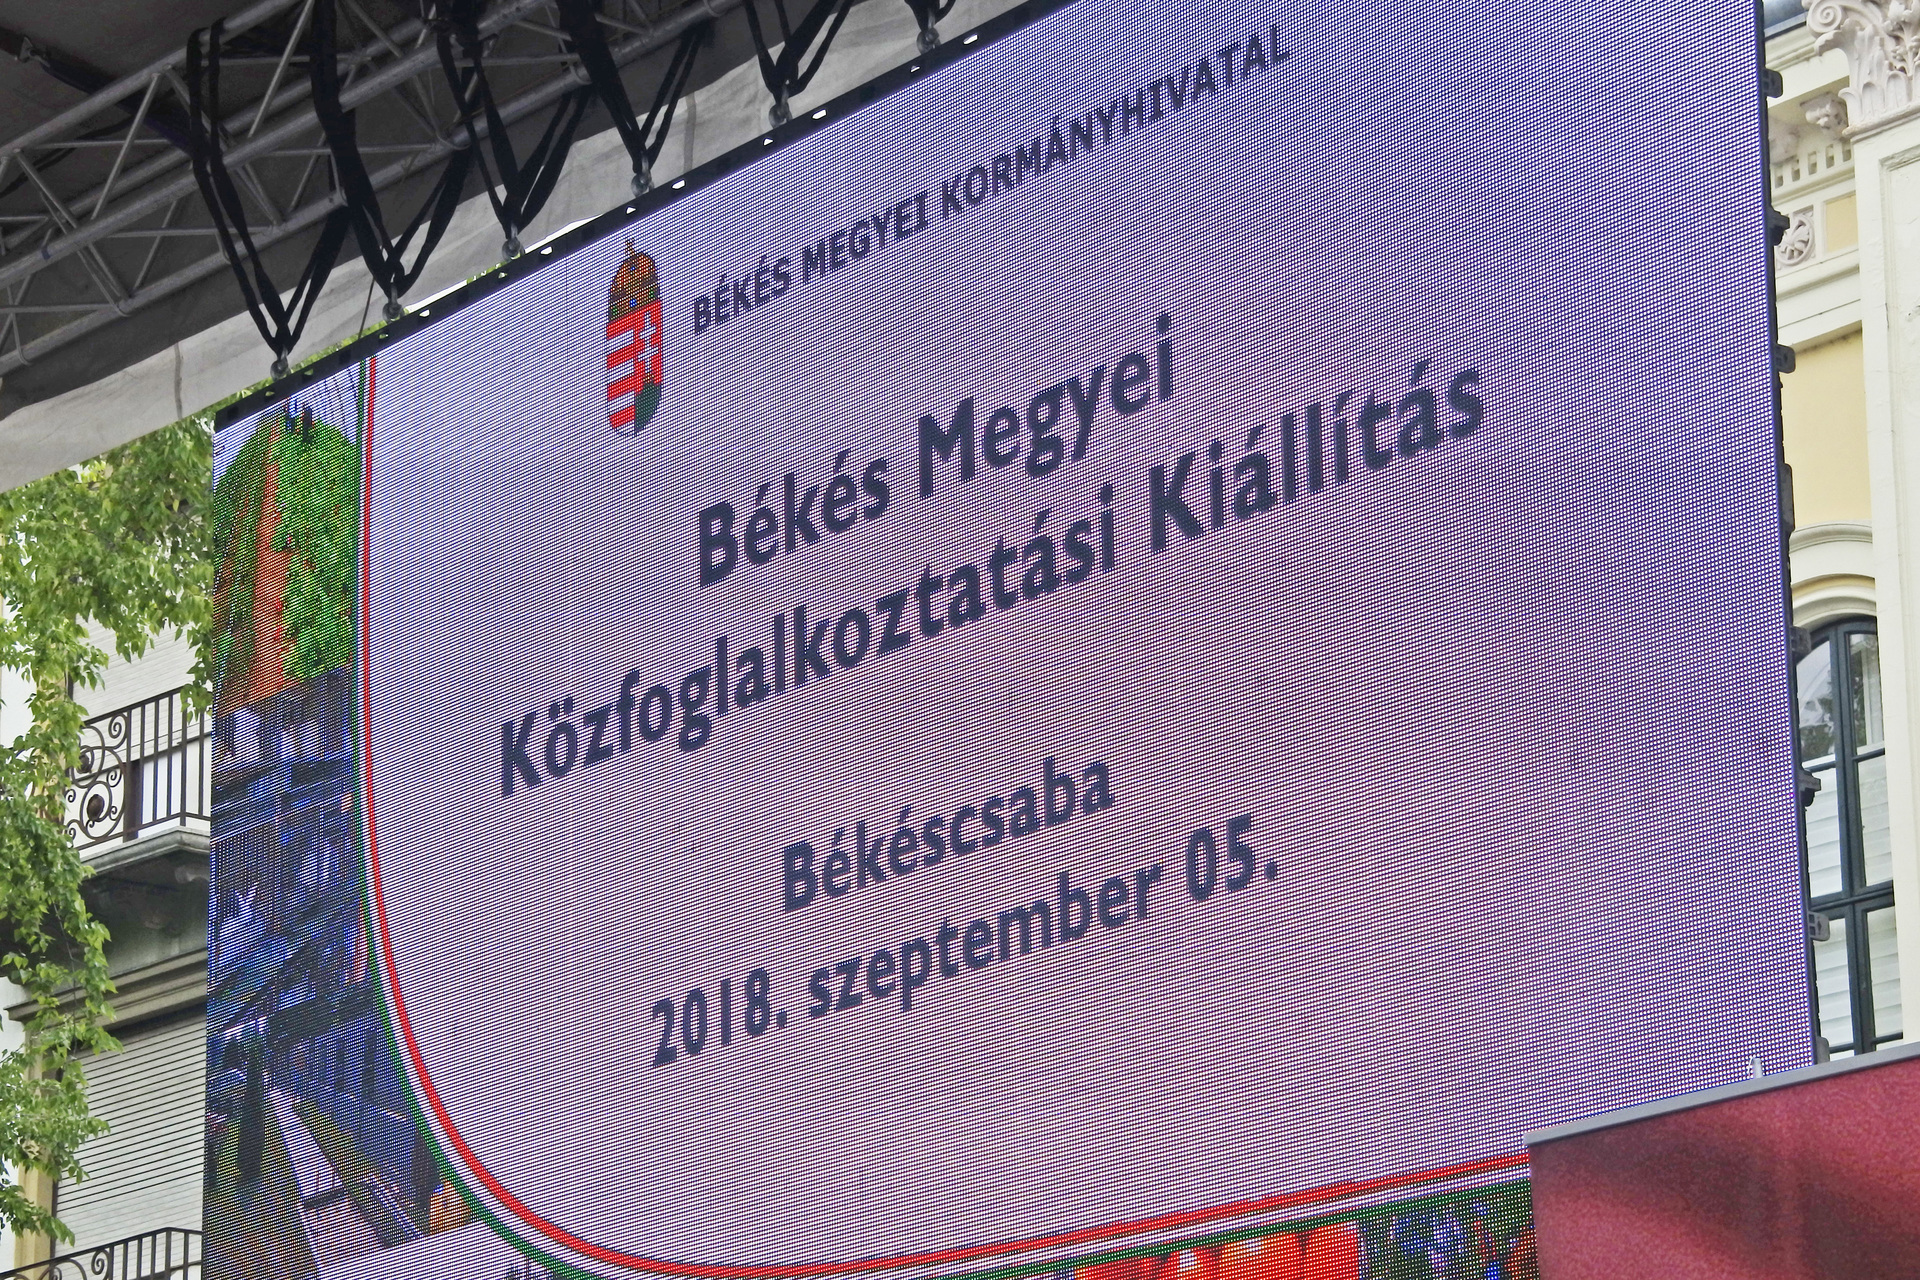 BÉKÉS MEGYEI KORMÁNYHIVATAL
Békés Megyei
Közfoglalkoztatási Kiállítás
Békéscsaba
2018. szeptember 05.